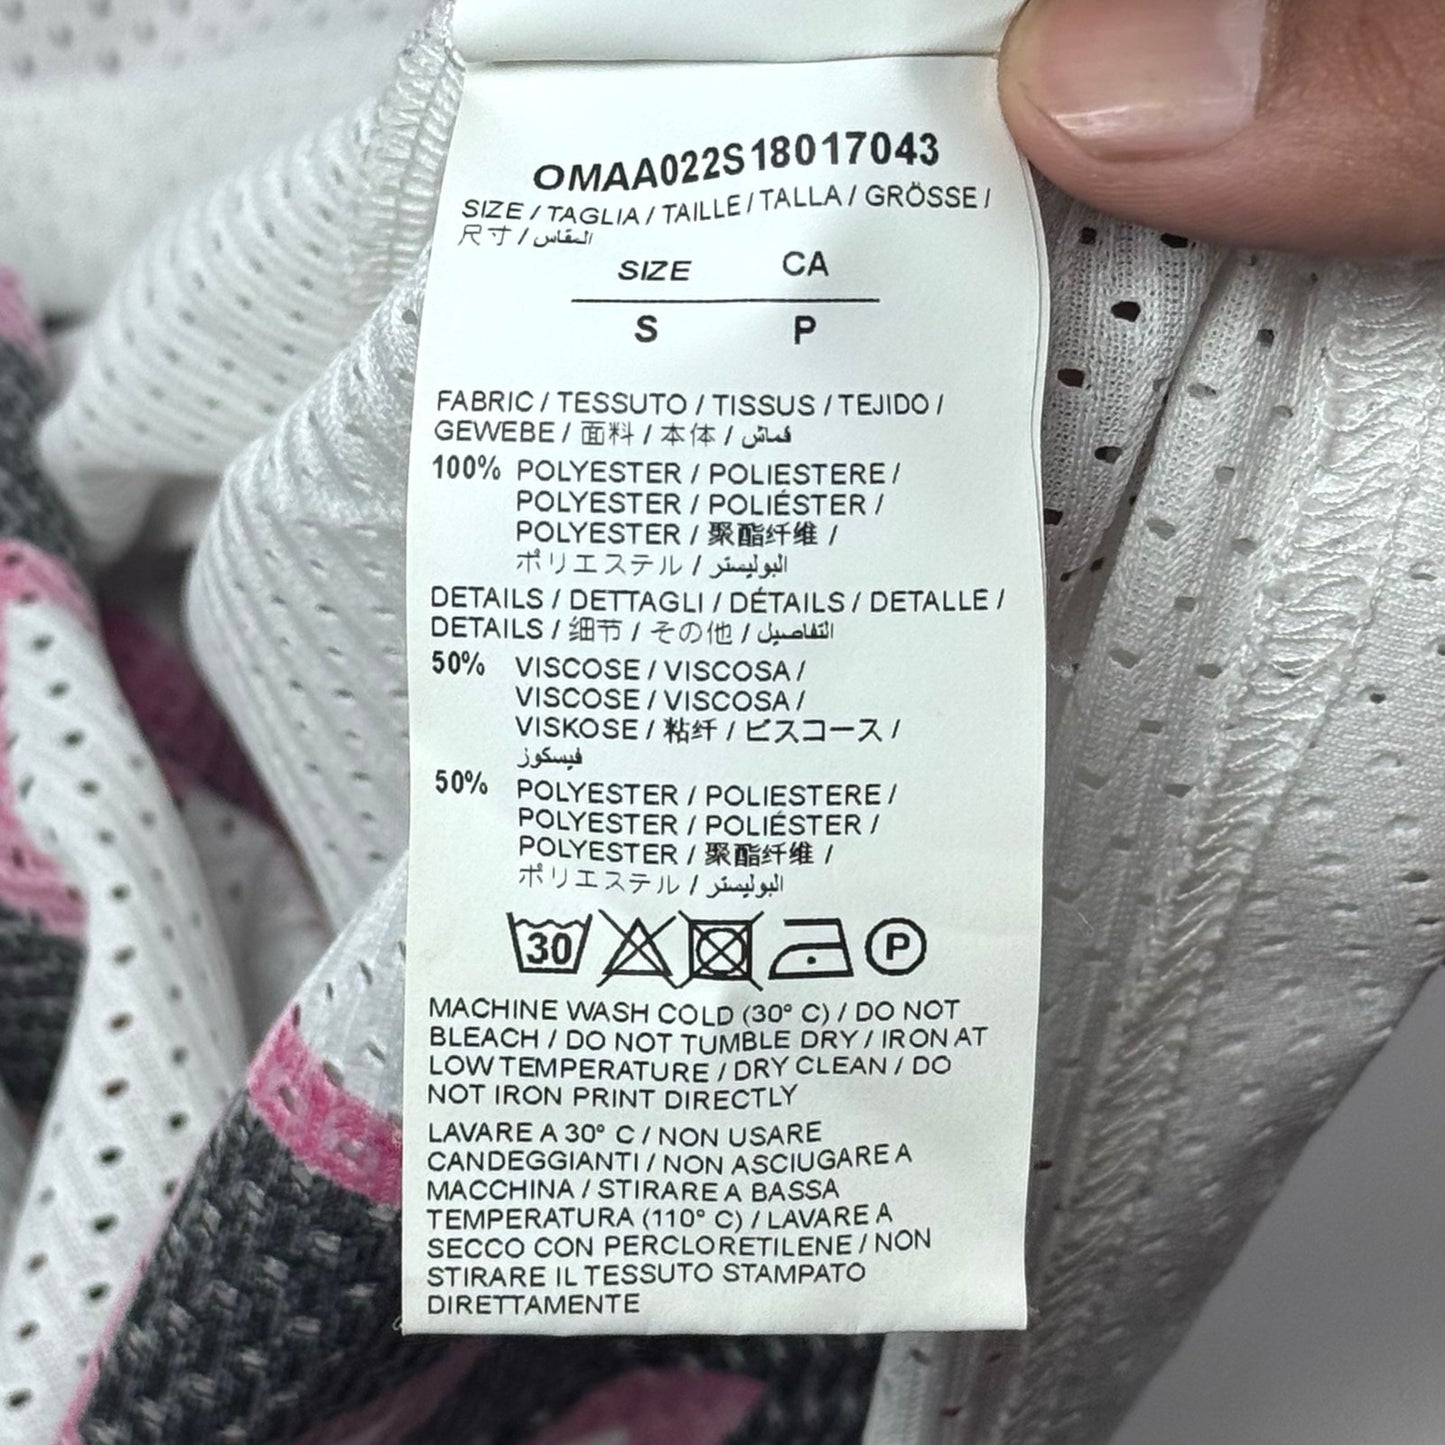 OMAA022S18017043
SIZE / TAGLIA / TAILLE / TALLA / GRÖSSE /
尺寸 / المقاس
SIZE CA
S P
FABRIC / TESSUTO / TISSUS / TEJIDO /
GEWEBE / 面料 / 本体 / قماش
100% POLYESTER / POLIESTERE /
POLYESTER / POLIÉSTER /
POLYESTER / 聚酯纤维 /
ポリエステル / البوليستر
DETAILS / DETTAGLI / DÉTAILS / DETALLE /
DETAILS / 细节 / その他 / التفاصيل
50% VISCOSE / VISCOSA /
VISCOSE / VISCOSA /
VISKOSE / 粘纤 / ビスコース /
فيسكوز
50% POLYESTER / POLIESTERE /
POLYESTER / POLIÉSTER /
POLYESTER / 聚酯纤维 /
ポリエステル / البوليستر
30 P
MACHINE WASH COLD (30° C) / DO NOT
BLEACH / DO NOT TUMBLE DRY / IRON AT
LOW TEMPERATURE / DRY CLEAN / DO
NOT IRON PRINT DIRECTLY
LAVARE A 30° C / NON USARE
CANDEGGIANTI / NON ASCIUGARE A
MACCHINA / STIRARE A BASSA
TEMPERATURA (110° C) / LAVARE A
SECCO CON PERCLORETILENE / NON
STIRARE IL TESSUTO STAMPATO
DIRETTAMENTE